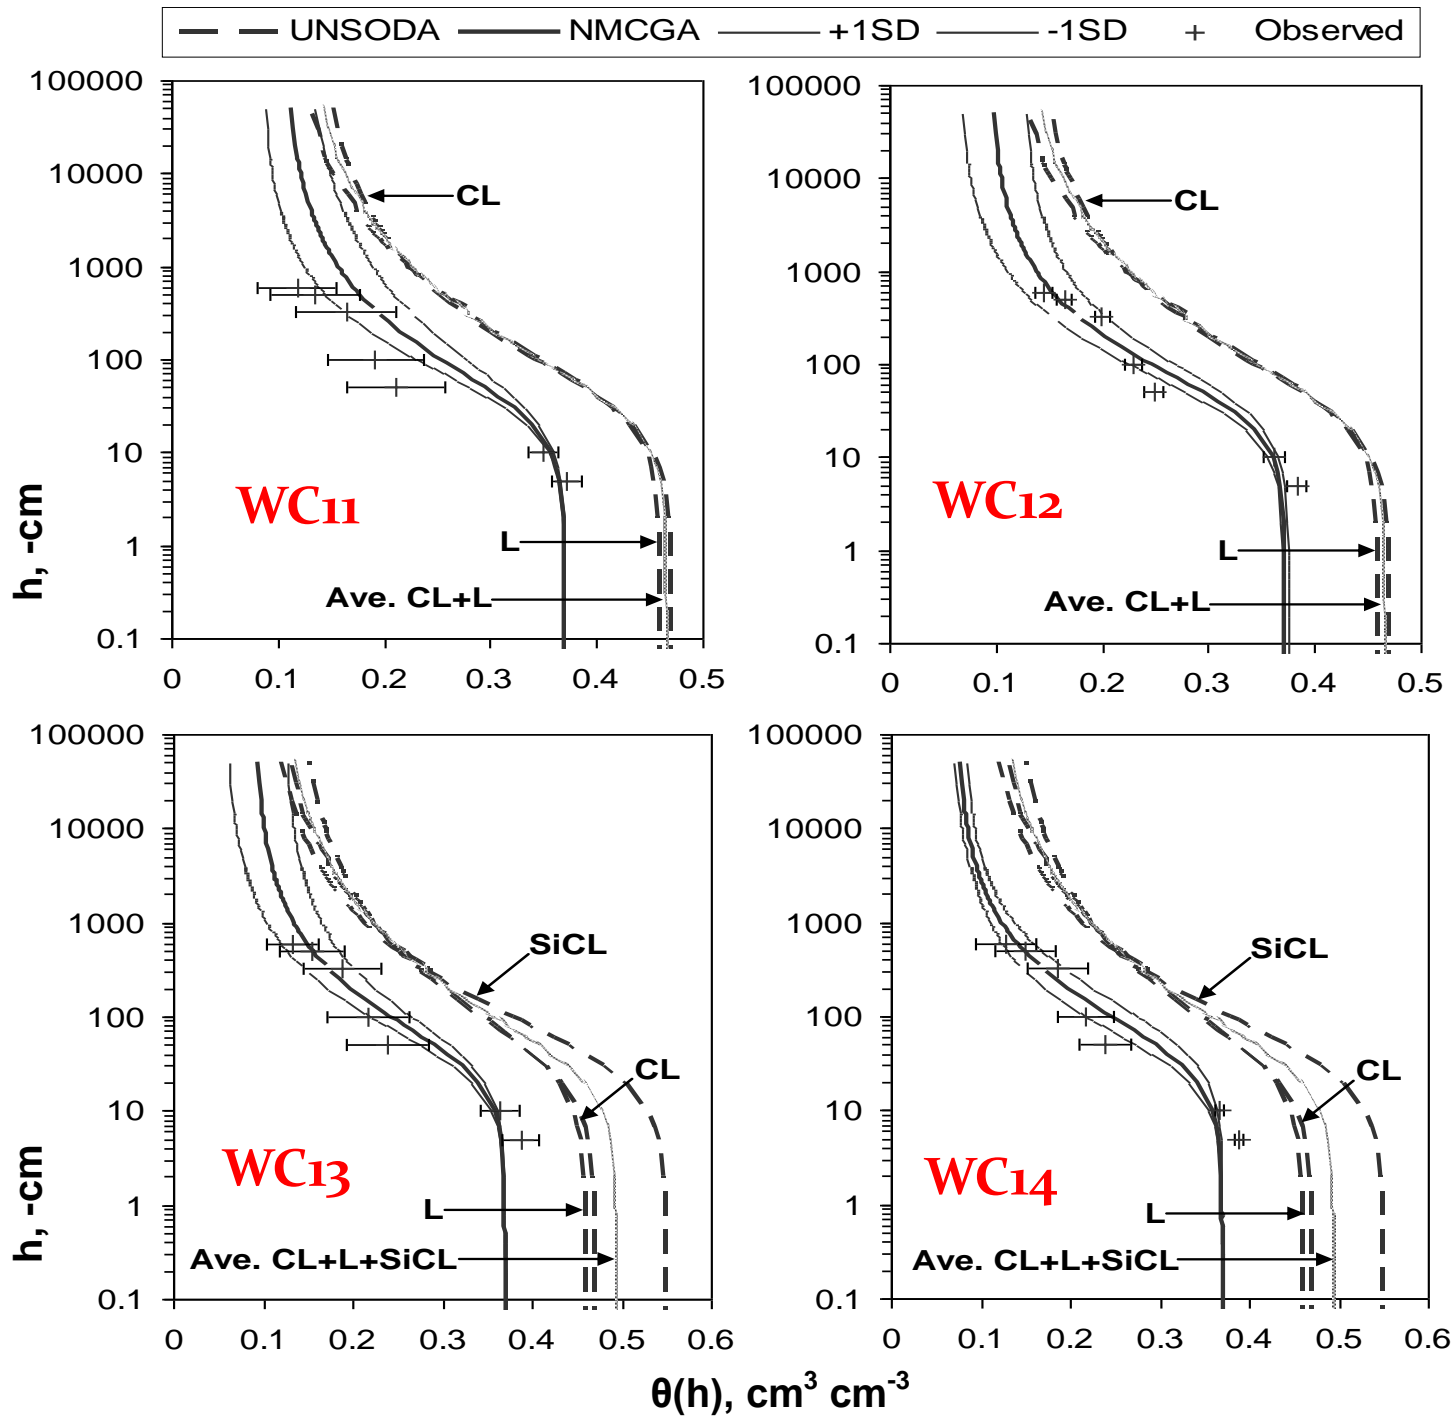 UNSODA NMCGA +1SD -1SD Observed
100000
10000
1000
100
10
1
0.1
0 0.1 0.2 0.3 0.4 0.5
CL
L
Ave. CL+L
WC11
h, -cm
100000
10000
1000
100
10
1
0.1
0 0.1 0.2 0.3 0.4 0.5
CL
L
Ave. CL+L
WC12
100000
10000
1000
100
10
1
0.1
0 0.1 0.2 0.3 0.4 0.5 0.6
SiCL
CL
L
Ave. CL+L+SiCL
WC13
h, -cm
100000
10000
1000
100
10
1
0.1
0 0.1 0.2 0.3 0.4 0.5 0.6
SiCL
CL
L
Ave. CL+L+SiCL
WC14
θ(h), cm³ cm⁻³